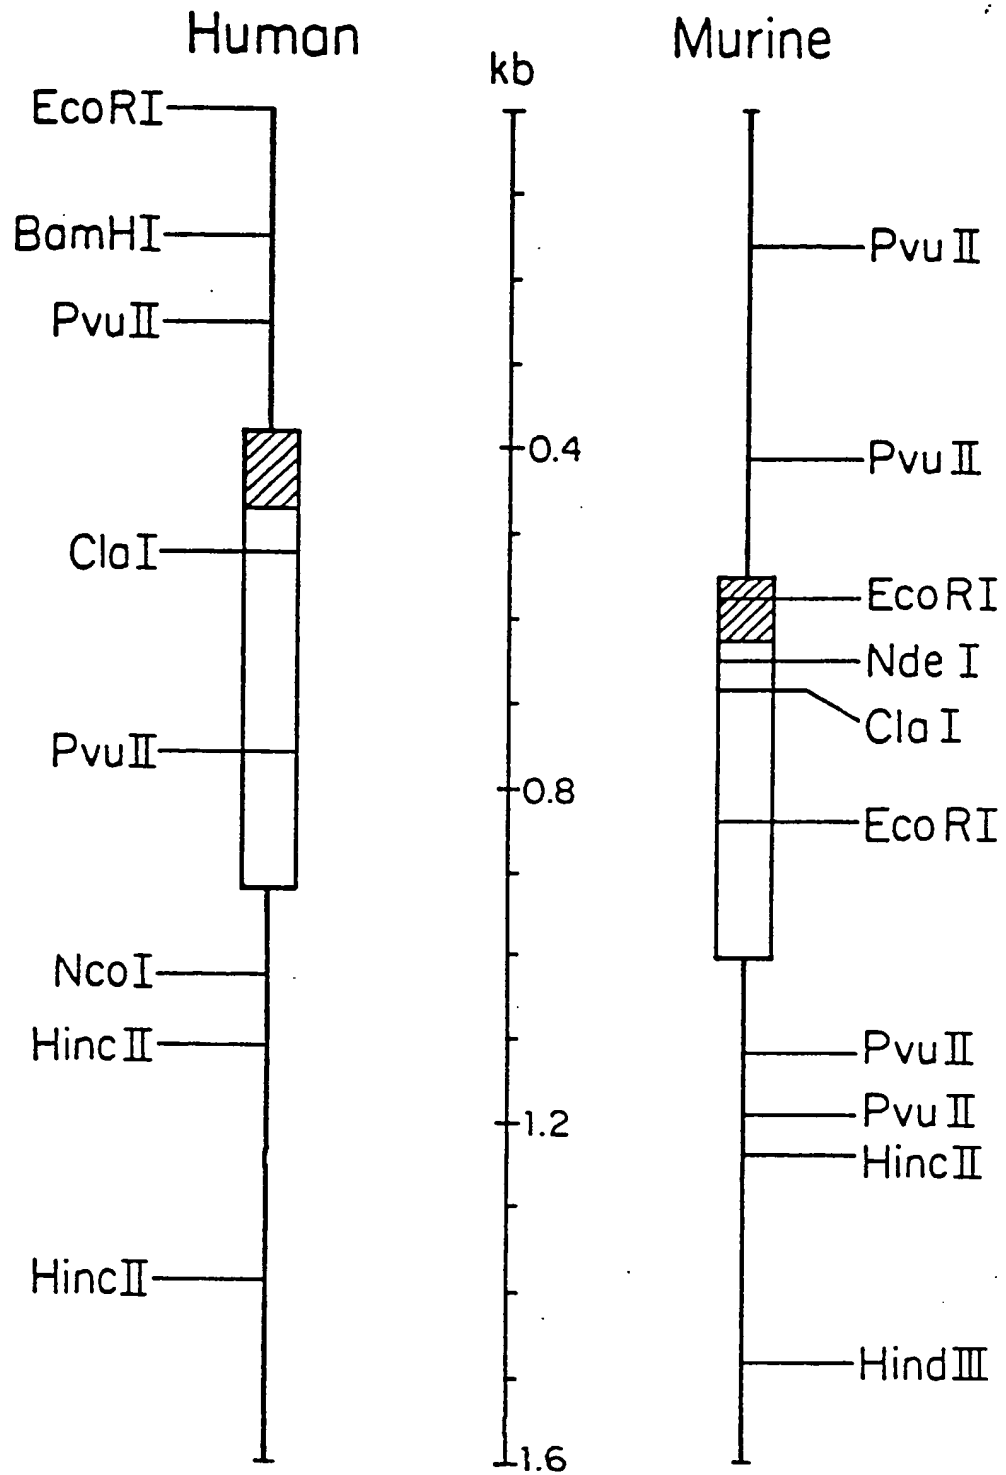 Human
kb
Murine
EcoRI
BamHI
PvuII
ClaI
PvuII
NcoI
HincII
HincII
0.4
0.8
1.2
1.6
PvuII
PvuII
EcoRI
NdeI
ClaI
EcoRI
PvuII
PvuII
HincII
HindIII